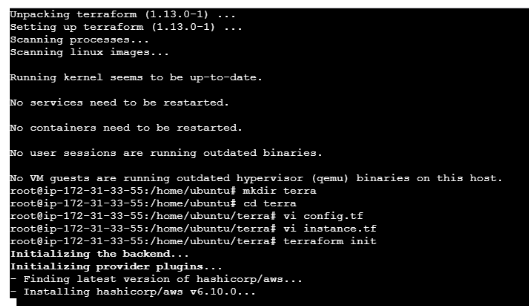 Unpacking terraform (1.13.0-1) ...
Setting up terraform (1.13.0-1) ...
Scanning processes...
Scanning linux images...
Running kernel seems to be up-to-date.
No services need to be restarted.
No containers need to be restarted.
No user sessions are running outdated binaries.
No VM guests are running outdated hypervisor (qemu) binaries on this host.
root@ip-172-31-33-55:/home/ubuntu# mkdir terra
root@ip-172-31-33-55:/home/ubuntu# cd terra
root@ip-172-31-33-55:/home/ubuntu/terra# vi config.tf
root@ip-172-31-33-55:/home/ubuntu/terra# vi instance.tf
root@ip-172-31-33-55:/home/ubuntu/terra# terraform init
Initializing the backend...
Initializing provider plugins...
- Finding latest version of hashicorp/aws...
- Installing hashicorp/aws v6.10.0...